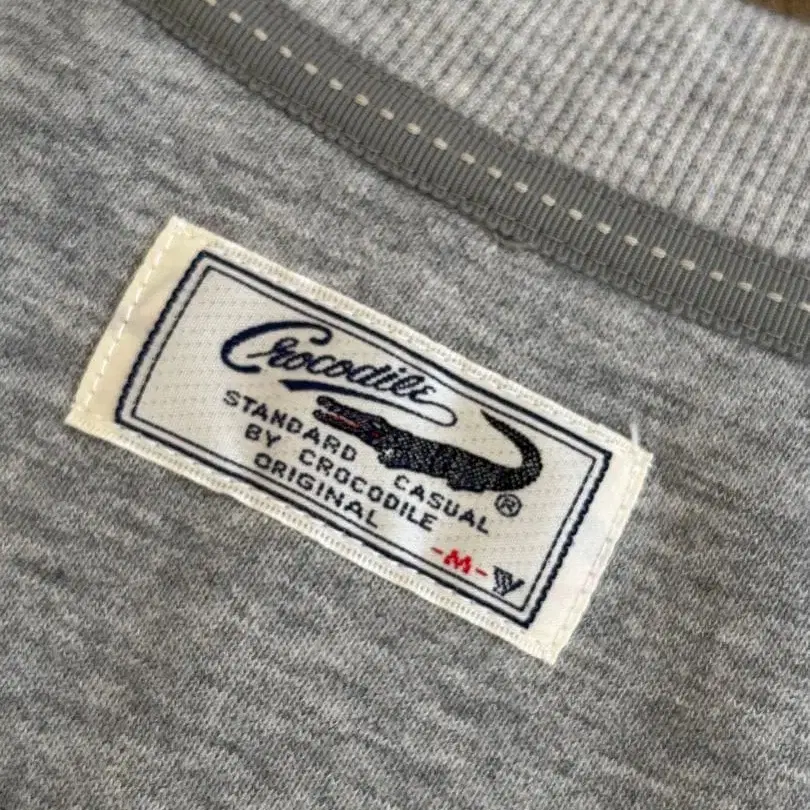 Crocodile
STANDARD CASUAL ®
BY CROCODILE
ORIGINAL
-M-